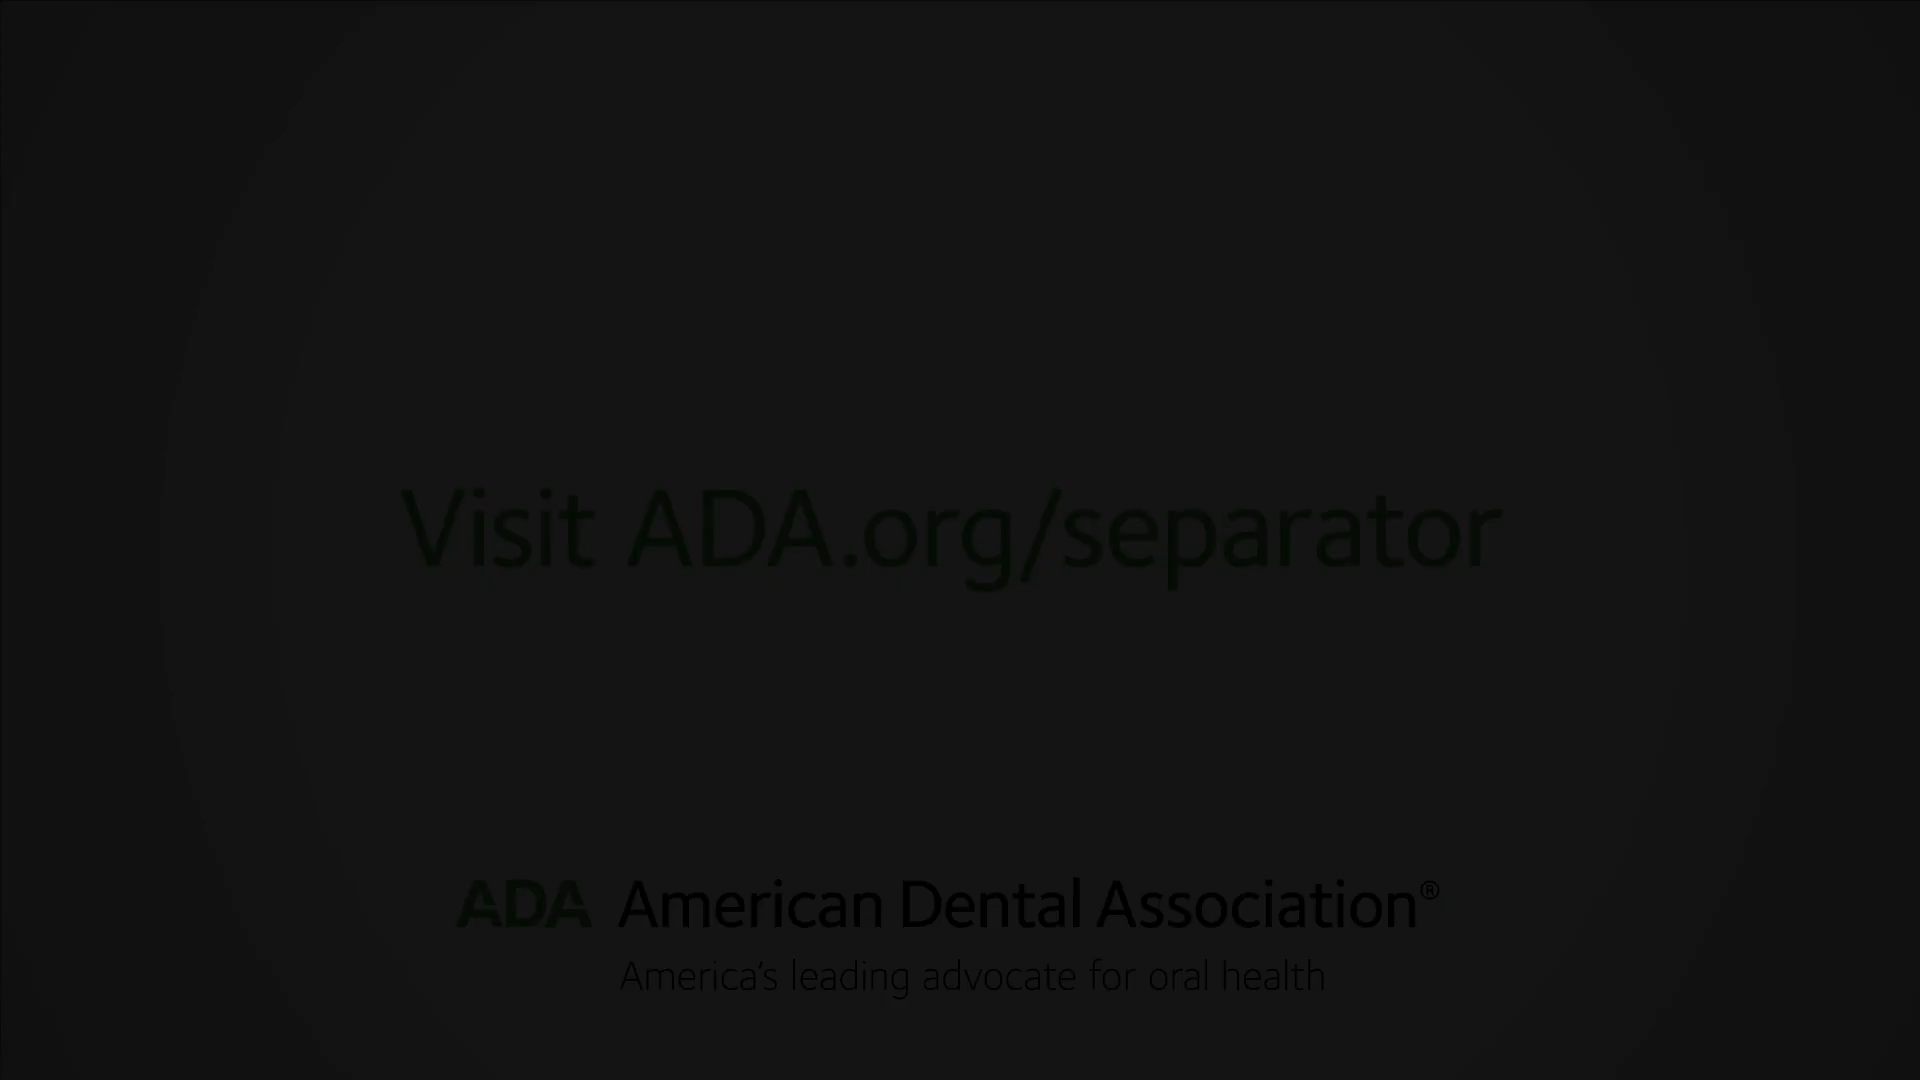 Visit ADA.org/separator
ADA American Dental Association®
America's leading advocate for oral health